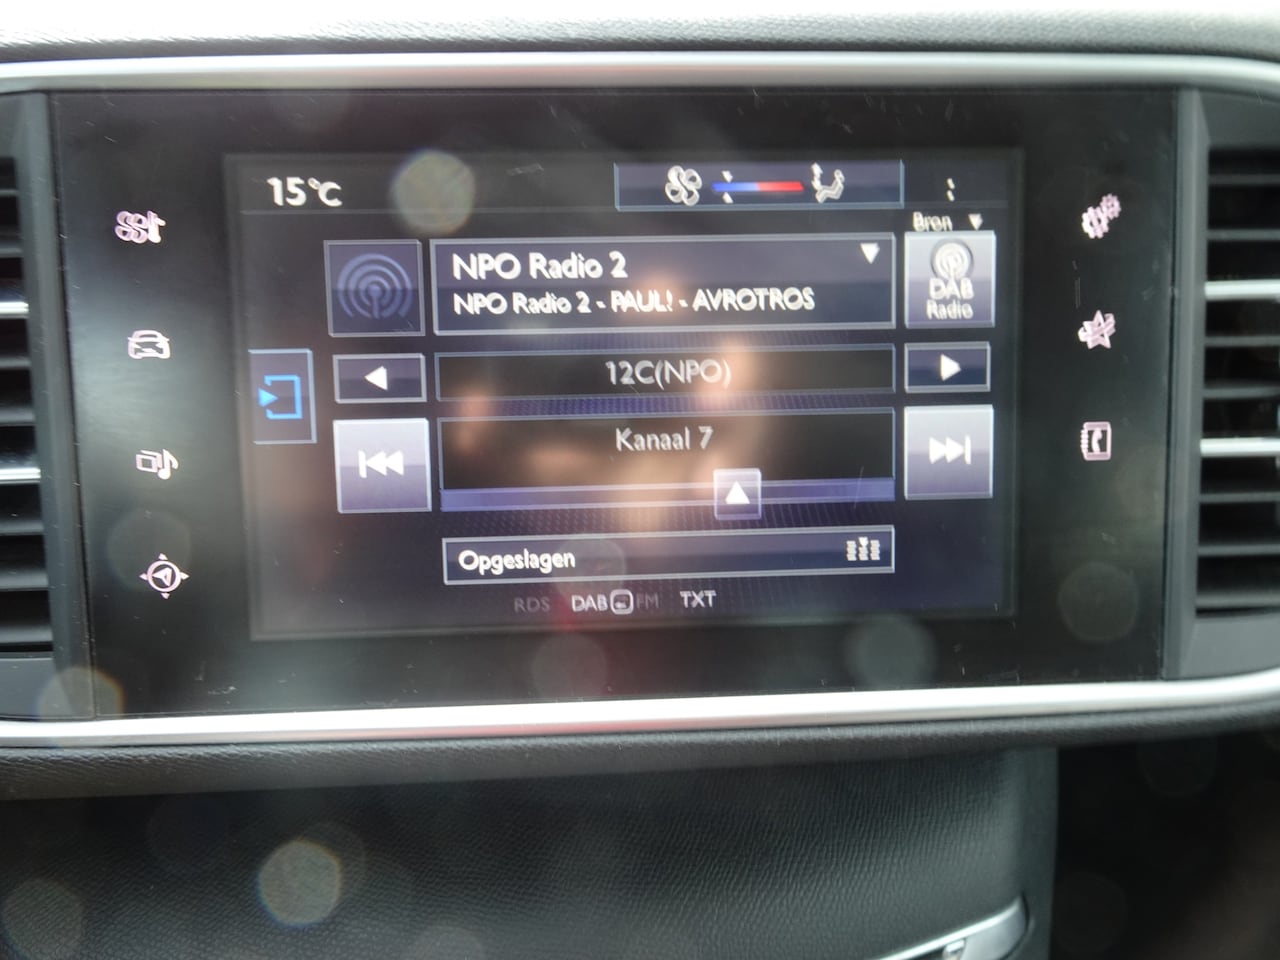 15°C
Bron
NPO Radio 2
NPO Radio 2 - PAUL! - AVROTROS
DAB
Radio
12C(NPO)
Kanaal 7
Opgeslagen
RDS DAB FM TXT